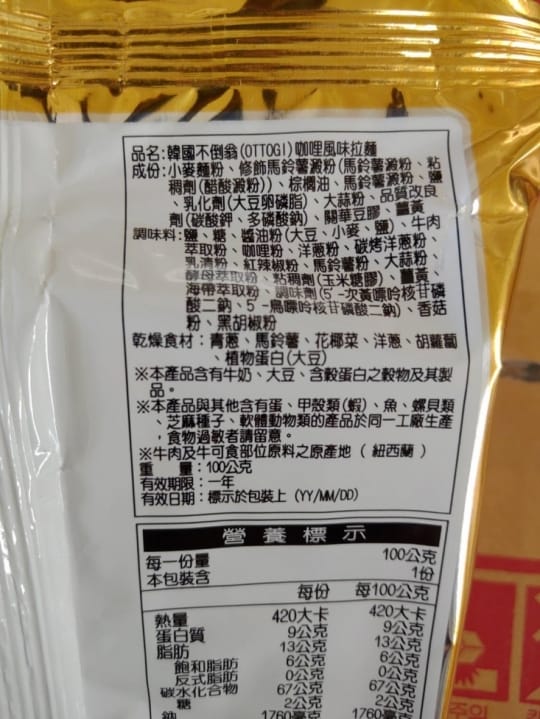 品名:韓國不倒翁(OTTOGI)咖哩風味拉麵
成份:小麥麵粉、修飾馬鈴薯澱粉(馬鈴薯澱粉、粘
稠劑(醋酸澱粉))、棕櫚油、馬鈴薯澱粉、鹽
、乳化劑(大豆卵磷脂)、大蒜粉、品質改良
劑(碳酸鉀、多磷酸鈉)、關華豆膠、薑黃
調味料:鹽、糖、醬油粉(大豆、小麥、鹽)、牛肉
萃取粉、咖哩粉、洋蔥粉、碳烤洋蔥粉、
乳清粉、紅辣椒粉、馬鈴薯粉、大蒜粉、
酵母萃取粉、粘稠劑(玉米糖膠)、薑黃、
海帶萃取粉、調味劑(5'-次黃嘌呤核苷磷
酸二鈉、5'-鳥嘌呤核苷磷酸二鈉)、香菇
粉、黑胡椒粉
乾燥食材：青蔥、馬鈴薯、花椰菜、洋蔥、胡蘿蔔
、植物蛋白(大豆)
※本產品含有牛奶、大豆、含穀蛋白之穀物及其製
品。
※本產品與其他含有蛋、甲殼類(蝦)、魚、螺貝類
、芝麻種子、軟體動物類的產品於同一工廠生產
，食物過敏者請留意。
※牛肉及牛可食部位原料之原產地（紐西蘭）
重　量：100公克
有效期限：一年
有效日期：標示於包裝上 (YY/MM/DD)
營養標示
每一份量 100公克
本包裝含 1份
每份 每100公克
熱量 420大卡 420大卡
蛋白質 9公克 9公克
脂肪 13公克 13公克
飽和脂肪 6公克 6公克
反式脂肪 0公克 0公克
碳水化合物 67公克 67公克
糖 2公克 2公克
鈉 1760毫克 1760毫克
주의